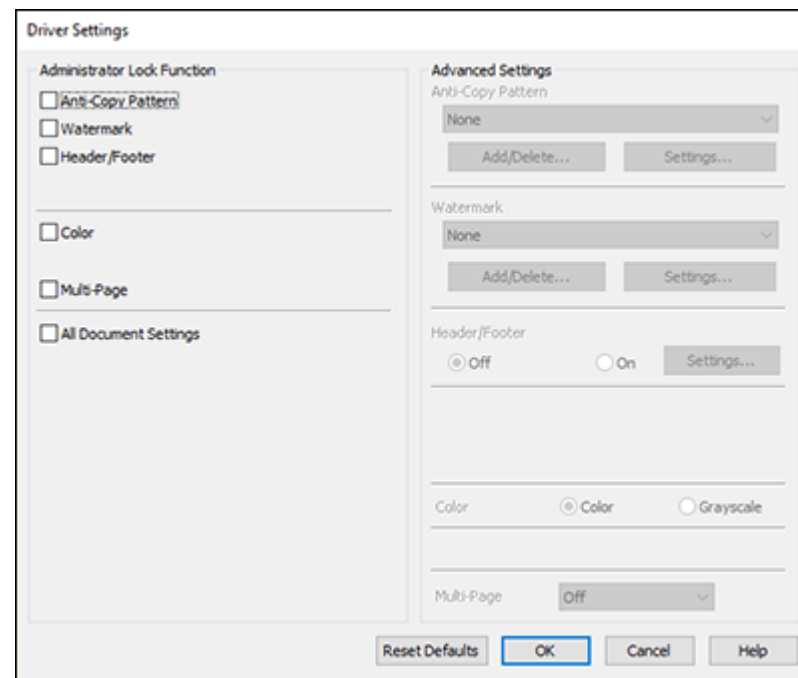 Driver Settings
Administrator Lock Function
Anti-Copy Pattern
Watermark
Header/Footer
Color
Multi-Page
All Document Settings
Advanced Settings
Anti-Copy Pattern
None
Add/Delete...
Settings...
Watermark
None
Add/Delete...
Settings...
Header/Footer
Off
On
Settings...
Color
Color
Grayscale
Multi-Page
Off
Reset Defaults
OK
Cancel
Help